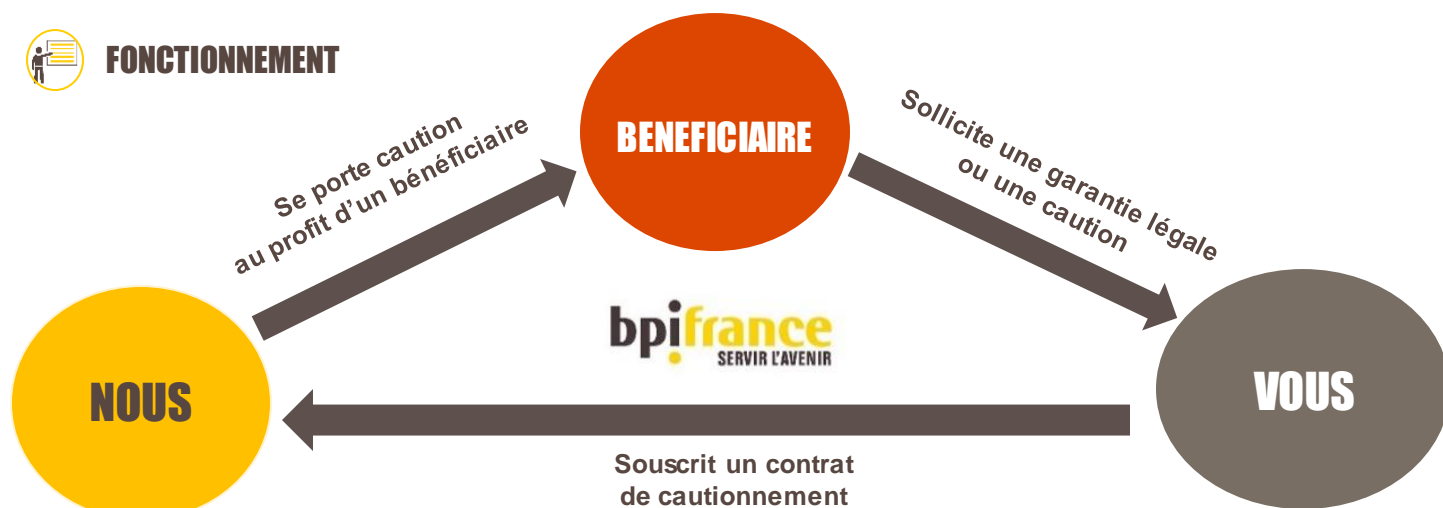 FONCTIONNEMENT
BENEFICIAIRE
Se porte caution
au profit d’un bénéficiaire
Sollicite une garantie légale
ou une caution
bpifrance
SERVIR L'AVENIR
NOUS
VOUS
Souscrit un contrat
de cautionnement